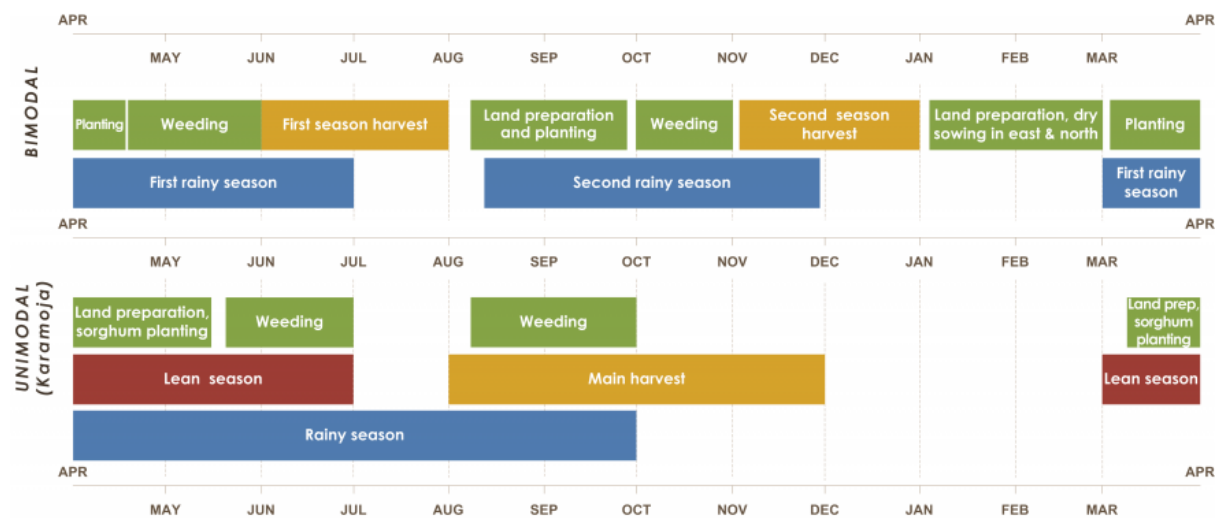 APR APR
MAY JUN JUL AUG SEP OCT NOV DEC JAN FEB MAR
BIMODAL
Planting
Weeding
First season harvest
Land preparation
and planting
Weeding
Second season
harvest
Land preparation, dry
sowing in east & north
Planting
First rainy season
Second rainy season
First rainy
season
APR APR
MAY JUN JUL AUG SEP OCT NOV DEC JAN FEB MAR
UNIMODAL
(Karamoja)
Land preparation,
sorghum planting
Weeding
Weeding
Land prep,
sorghum
planting
Lean season
Main harvest
Lean season
Rainy season
APR APR
MAY JUN JUL AUG SEP OCT NOV DEC JAN FEB MAR